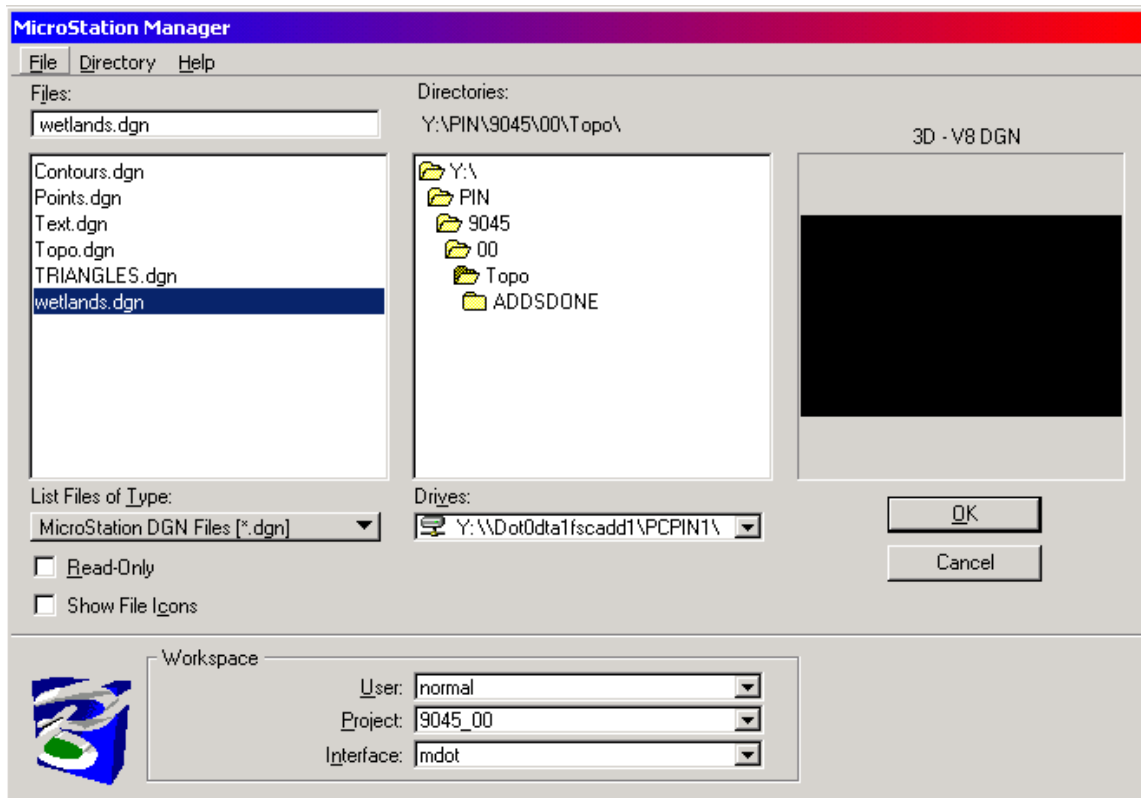 MicroStation Manager
File Directory Help
Files:
wetlands.dgn
Contours.dgn
Points.dgn
Text.dgn
Topo.dgn
TRIANGLES.dgn
wetlands.dgn
List Files of Type:
MicroStation DGN Files [*.dgn]
Read-Only
Show File Icons
Directories:
Y:\PIN\9045\00\Topo\
Y:\
PIN
9045
00
Topo
ADDSDONE
Drives:
Y:\\Dot0dta1fscadd1\PCPIN1\
3D - V8 DGN
OK
Cancel
Workspace
User: normal
Project: 9045_00
Interface: mdot